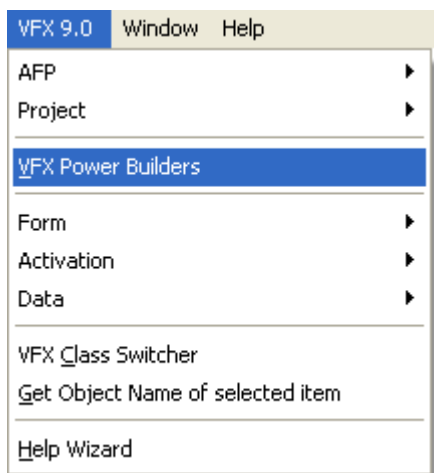 VFX 9.0 Window Help
AFP
Project
VFX Power Builders
Form
Activation
Data
VFX Class Switcher
Get Object Name of selected item
Help Wizard